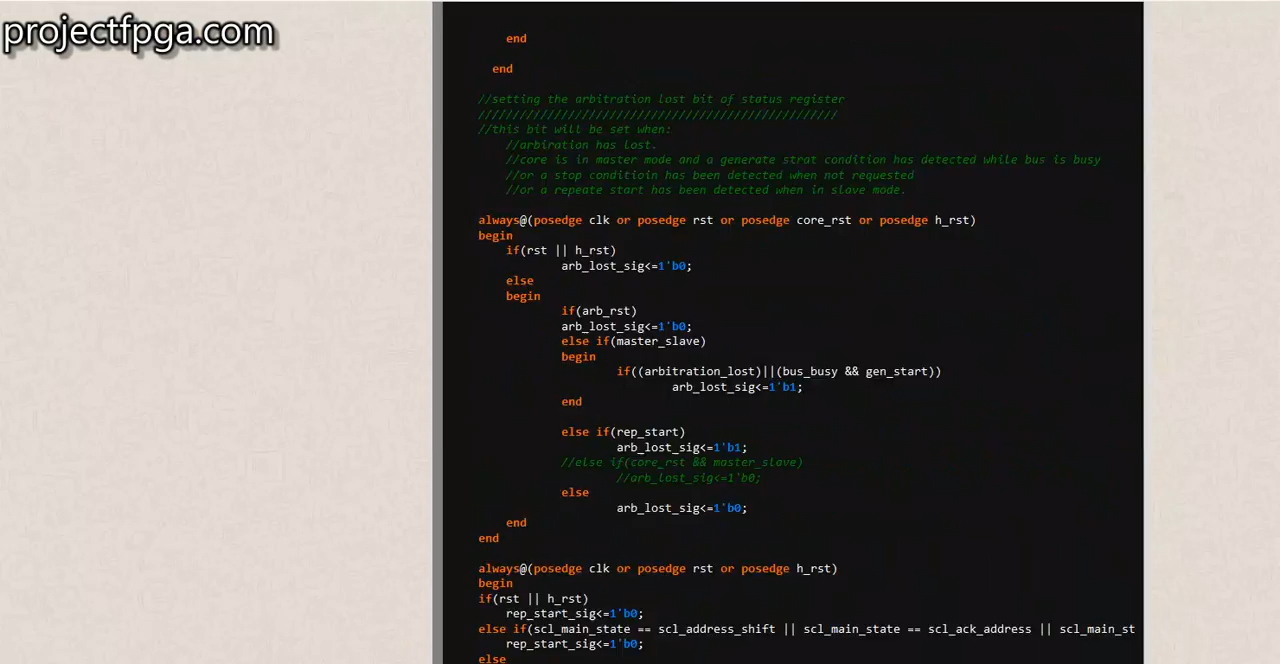 projectfpga.com
end
end
//setting the arbitration lost bit of status register
////////////////////////////////////////////////////
//this bit will be set when:
//arbiration has lost.
//core is in master mode and a generate strat condition has detected while bus is busy
//or a stop conditioin has been detected when not requested
//or a repeate start has been detected when in slave mode.
always@(posedge clk or posedge rst or posedge core_rst or posedge h_rst)
begin
if(rst || h_rst)
arb_lost_sig<=1'b0;
else
begin
if(arb_rst)
arb_lost_sig<=1'b0;
else if(master_slave)
begin
if((arbitration_lost)||(bus_busy && gen_start))
arb_lost_sig<=1'b1;
end
else if(rep_start)
arb_lost_sig<=1'b1;
//else if(core_rst && master_slave)
//arb_lost_sig<=1'b0;
else
arb_lost_sig<=1'b0;
end
end
always@(posedge clk or posedge rst or posedge h_rst)
begin
if(rst || h_rst)
rep_start_sig<=1'b0;
else if(scl_main_state == scl_address_shift || scl_main_state == scl_ack_address || scl_main_st
rep_start_sig<=1'b0;
else